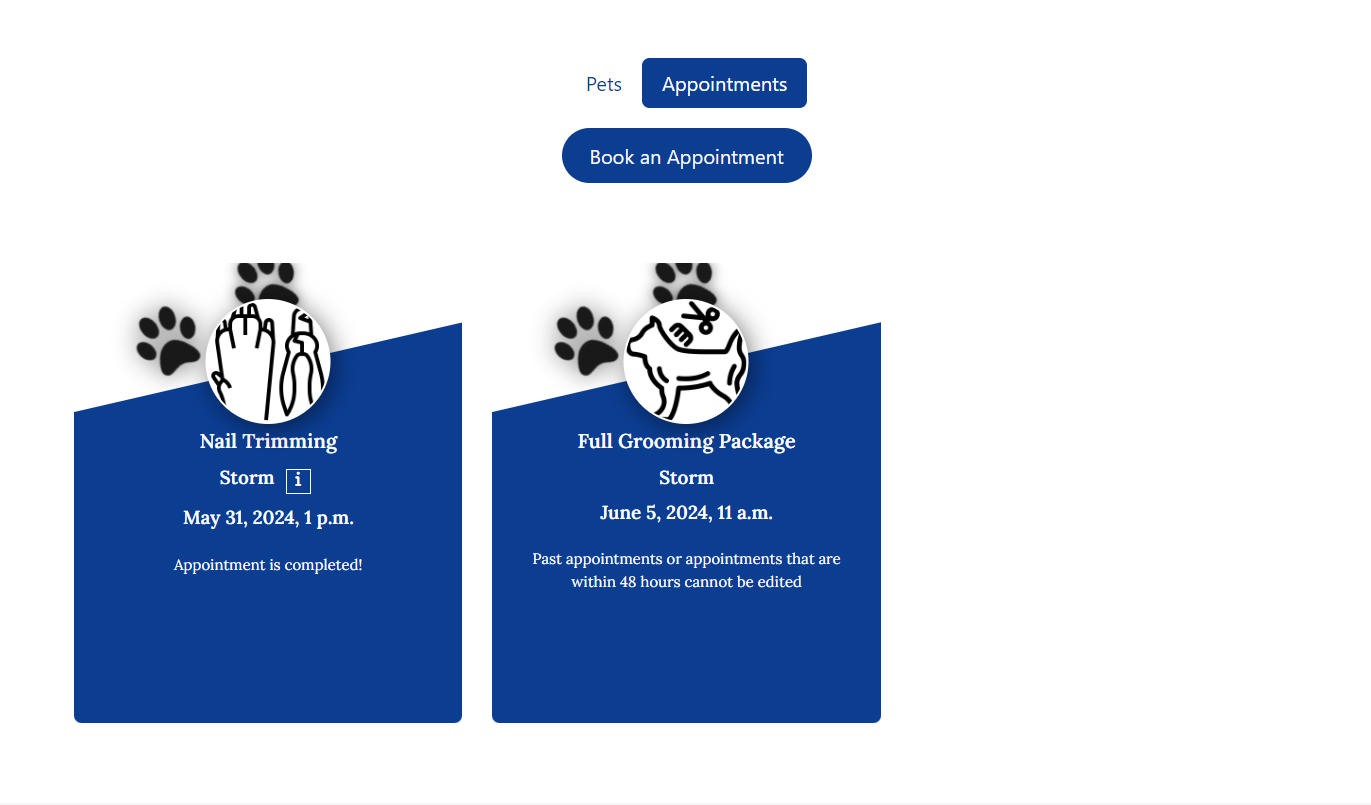 Pets
Appointments
Book an Appointment
Nail Trimming
Storm i
May 31, 2024, 1 p.m.
Appointment is completed!
Full Grooming Package
Storm
June 5, 2024, 11 a.m.
Past appointments or appointments that are
within 48 hours cannot be edited